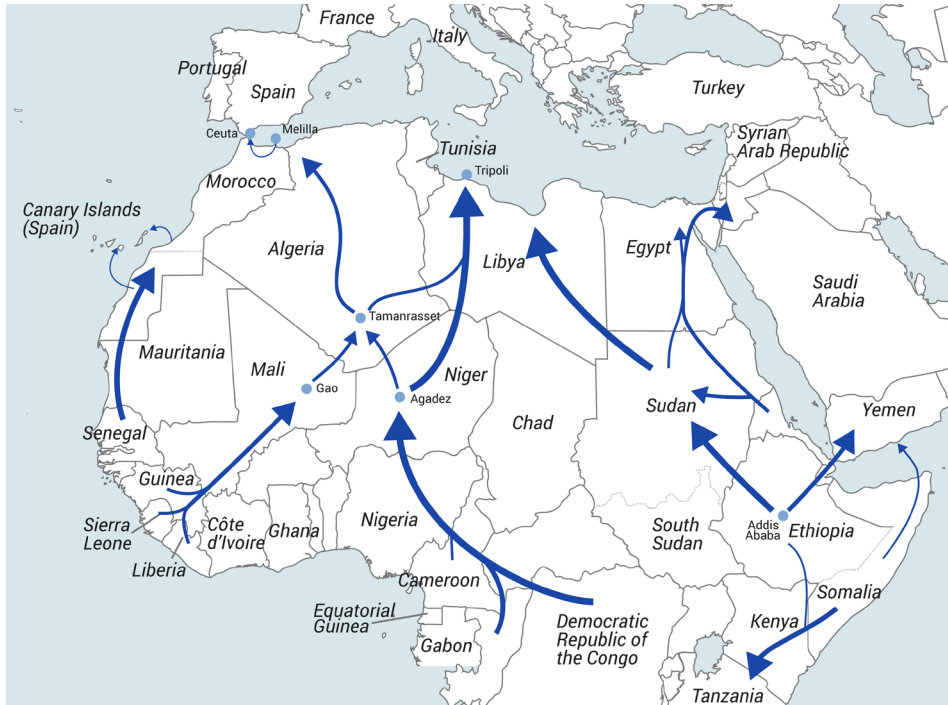 France
Italy
Portugal
Spain
Turkey
Ceuta
Melilla
Syrian
Arab Republic
Tunisia
Tripoli
Morocco
Canary Islands
(Spain)
Algeria
Libya
Egypt
Saudi
Arabia
Tamanrasset
Mauritania
Mali
Gao
Niger
Agadez
Chad
Sudan
Yemen
Senegal
Guinea
Sierra
Leone
Côte
d'Ivoire
Ghana
Nigeria
South
Sudan
Addis
Ababa
Ethiopia
Liberia
Cameroon
Somalia
Equatorial
Guinea
Gabon
Democratic
Republic of
the Congo
Kenya
Tanzania